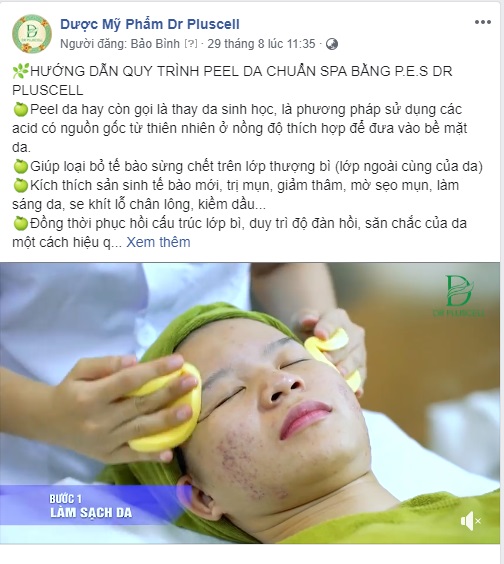 Dược Mỹ Phẩm Dr Pluscell
Người đăng: Bảo Bình [?] · 29 tháng 8 lúc 11:35 ·
HƯỚNG DẪN QUY TRÌNH PEEL DA CHUẨN SPA BẰNG P.E.S DR
PLUSCELL
Peel da hay còn gọi là thay da sinh học, là phương pháp sử dụng các
acid có nguồn gốc từ thiên nhiên ở nồng độ thích hợp để đưa vào bề mặt
da.
Giúp loại bỏ tế bào sừng chết trên lớp thượng bì (lớp ngoài cùng của da)
Kích thích sản sinh tế bào mới, trị mụn, giảm thâm, mờ sẹo mụn, làm
sáng da, se khít lỗ chân lông, kiềm dầu...
Đồng thời phục hồi cấu trúc lớp bì, duy trì độ đàn hồi, săn chắc của da
một cách hiệu q... Xem thêm
DR PLUSCELL
BƯỚC 1
LÀM SẠCH DA